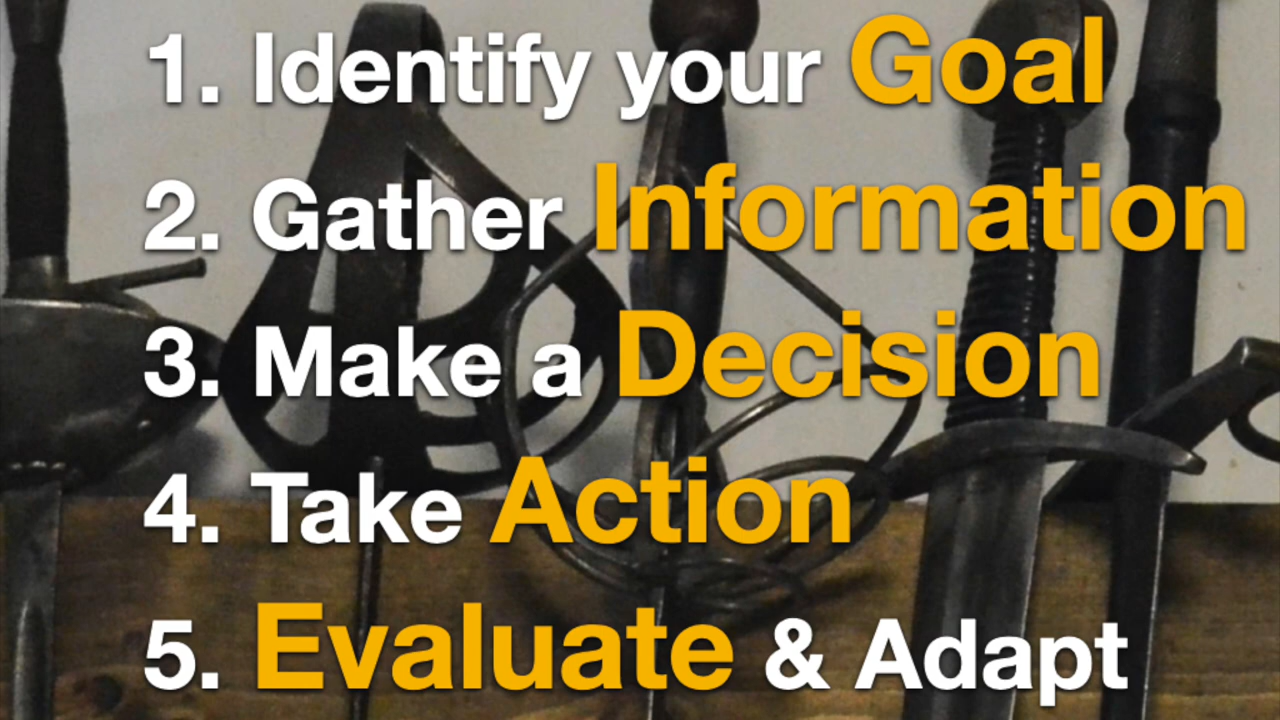 1. Identify your Goal
2. Gather Information
3. Make a Decision
4. Take Action
5. Evaluate & Adapt